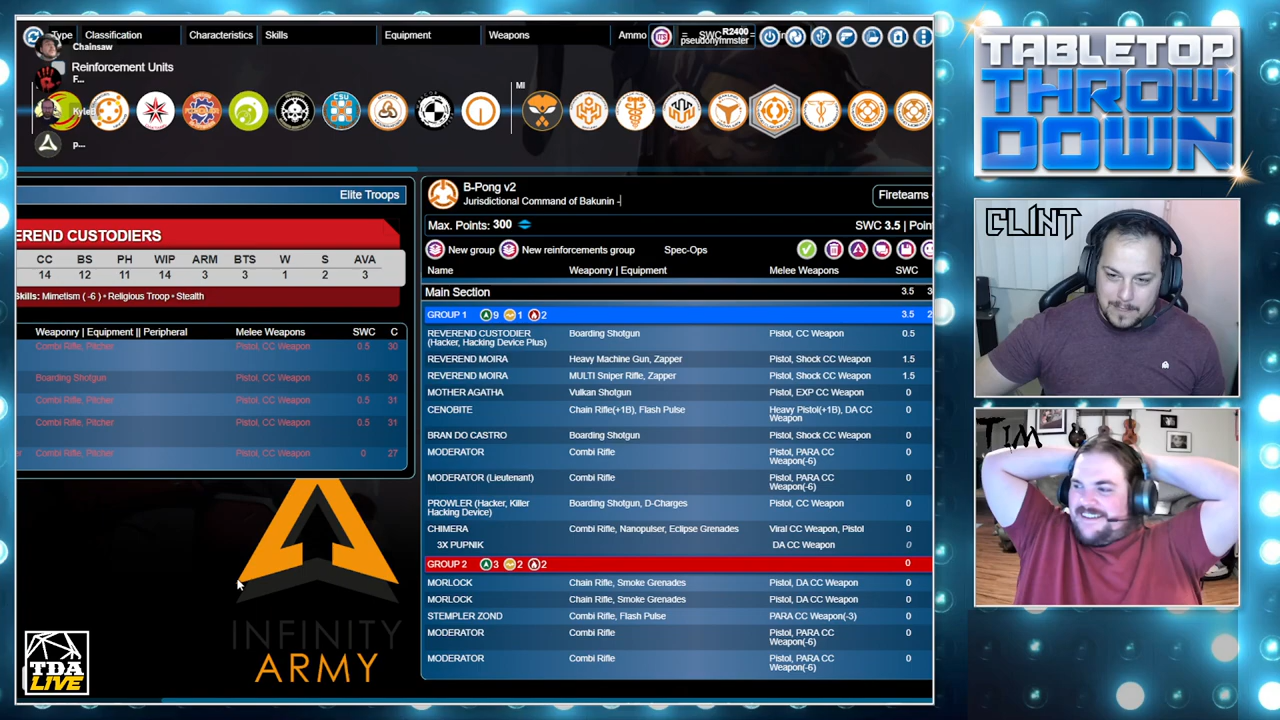 Type Classification Characteristics Skills Equipment Weapons Ammo SWC R2400
Chainsaw
pseudonymmster
ITS
Reinforcement Units
F...
MI
CSU
Kyle
p...
TABLETOP
THROW
DOWN
Elite Troops
B-Pong v2
Jurisdictional Command of Bakunin -
Fireteams
EREND CUSTODIERS
Max. Points: 300
SWC 3.5 | Poin
CC BS PH WIP ARM BTS W S AVA
14 12 11 14 3 3 1 2 3
New group New reinforcements group Spec-Ops
Name Weaponry | Equipment Melee Weapons SWC
kills: Mimetism ( -6 ) • Religious Troop • Stealth
Main Section 3.5
GROUP 1 9 1 2 3.5
Weaponry | Equipment || Peripheral Melee Weapons SWC C
Combi Rifle, Pitcher Pistol, CC Weapon 0.5 30
Boarding Shotgun Pistol, CC Weapon 0.5 30
Combi Rifle, Pitcher Pistol, CC Weapon 0.5 31
Combi Rifle, Pitcher Pistol, CC Weapon 0.5 31
Combi Rifle, Pitcher Pistol, CC Weapon 0 27
REVEREND CUSTODIER Boarding Shotgun Pistol, CC Weapon 0.5
(Hacker, Hacking Device Plus)
REVEREND MOIRA Heavy Machine Gun, Zapper Pistol, Shock CC Weapon 1.5
REVEREND MOIRA MULTI Sniper Rifle, Zapper Pistol, Shock CC Weapon 1.5
MOTHER AGATHA Vulkan Shotgun Pistol, EXP CC Weapon 0
CENOBITE Chain Rifle(+1B), Flash Pulse Heavy Pistol(+1B), DA CC 0
Weapon
BRAN DO CASTRO Boarding Shotgun Pistol, Shock CC Weapon 0
MODERATOR Combi Rifle Pistol, PARA CC 0
Weapon(-6)
MODERATOR (Lieutenant) Combi Rifle Pistol, PARA CC 0
Weapon(-6)
PROWLER (Hacker, Killer Boarding Shotgun, D-Charges Pistol, CC Weapon 0
Hacking Device)
CHIMERA Combi Rifle, Nanopulser, Eclipse Grenades Viral CC Weapon, Pistol 0
3X PUPNIK DA CC Weapon 0
GROUP 2 3 2 2 0
MORLOCK Chain Rifle, Smoke Grenades Pistol, DA CC Weapon 0
MORLOCK Chain Rifle, Smoke Grenades Pistol, DA CC Weapon 0
STEMPLER ZOND Combi Rifle, Flash Pulse PARA CC Weapon(-3) 0
MODERATOR Combi Rifle Pistol, PARA CC 0
Weapon(-6)
MODERATOR Combi Rifle Pistol, PARA CC 0
Weapon(-6)
INFINITY
ARMY
TDA
LIVE
CLINT
TIM